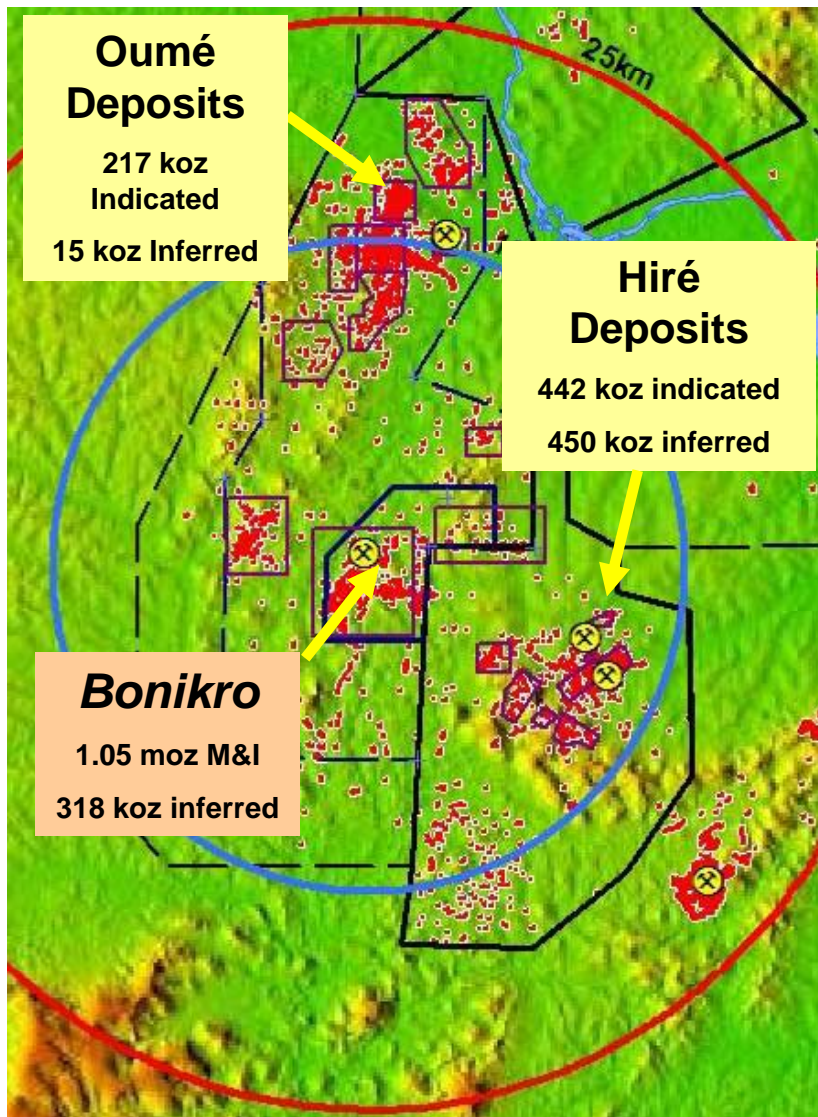 Oumé
Deposits
217 koz
Indicated
15 koz Inferred
25km
Hiré
Deposits
442 koz indicated
450 koz inferred
Bonikro
1.05 moz M&I
318 koz inferred